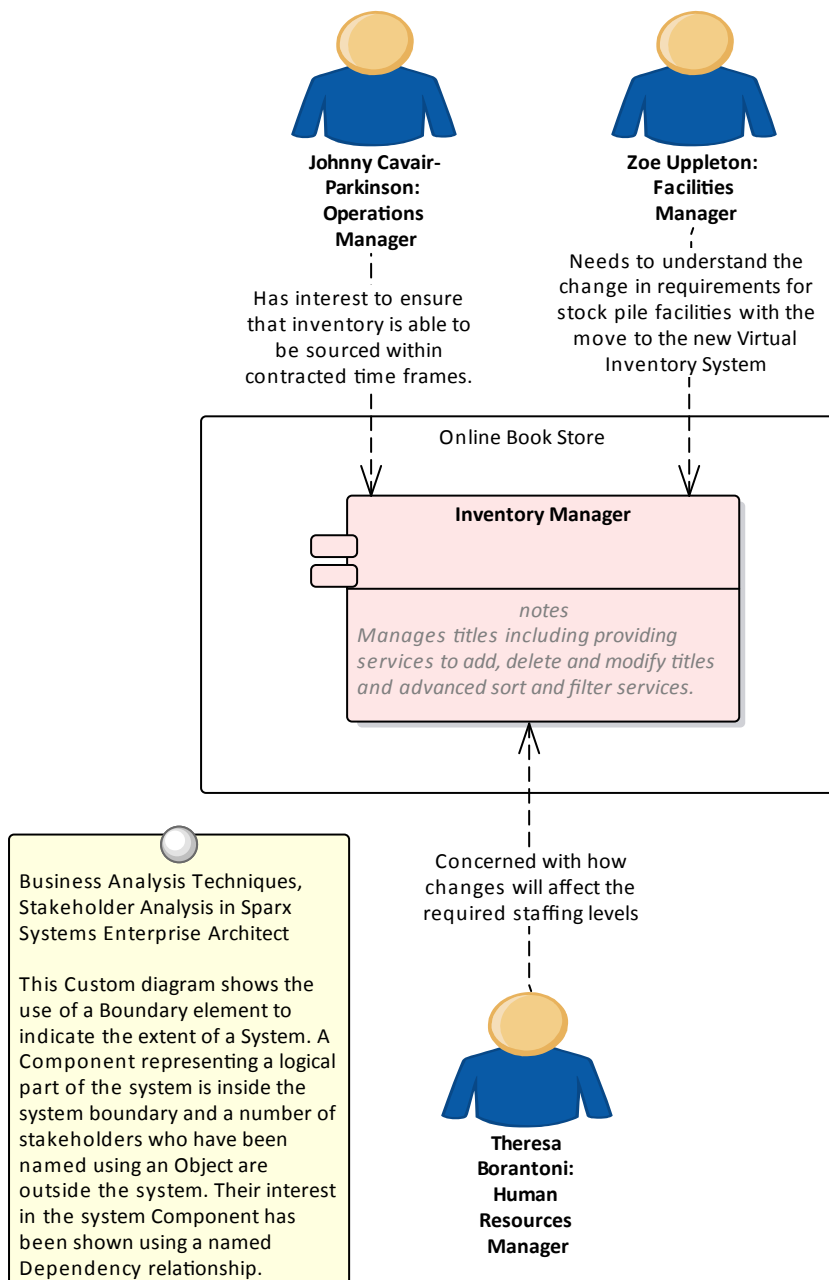 Johnny Cavair-
Parkinson:
Operations
Manager
Zoe Uppleton:
Facilities
Manager
Has interest to ensure
that inventory is able to
be sourced within
contracted time frames.
Needs to understand the
change in requirements for
stock pile facilities with the
move to the new Virtual
Inventory System
Online Book Store
Inventory Manager
notes
Manages titles including providing
services to add, delete and modify titles
and advanced sort and filter services.
Concerned with how
changes will affect the
required staffing levels
Theresa
Borantoni:
Human
Resources
Manager
Business Analysis Techniques,
Stakeholder Analysis in Sparx
Systems Enterprise Architect
This Custom diagram shows the
use of a Boundary element to
indicate the extent of a System. A
Component representing a logical
part of the system is inside the
system boundary and a number of
stakeholders who have been
named using an Object are
outside the system. Their interest
in the system Component has
been shown using a named
Dependency relationship.